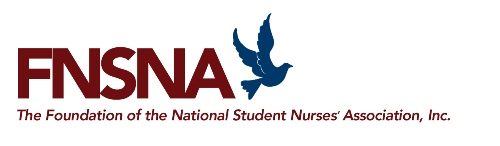 FNSNA
The Foundation of the National Student Nurses' Association, Inc.